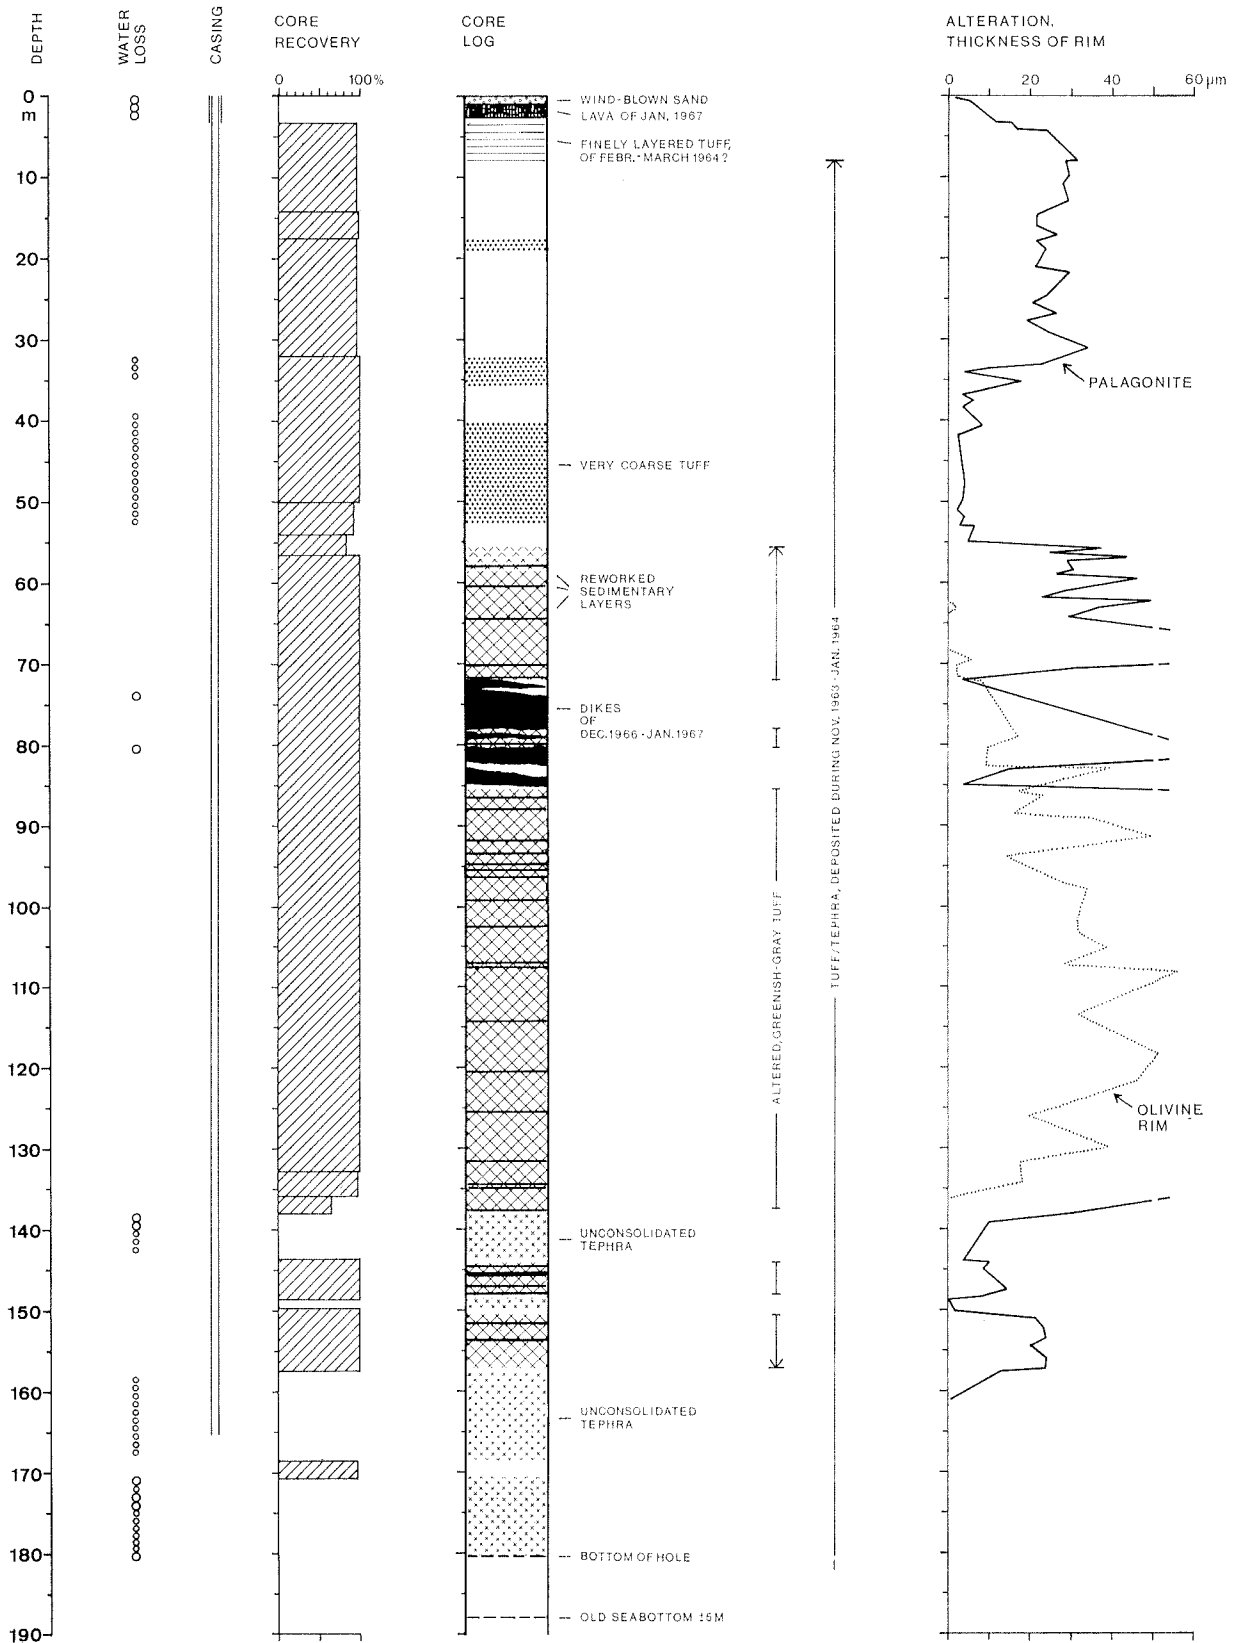 DEPTH
WATER
LOSS
CASING
CORE
RECOVERY
CORE
LOG
ALTERATION,
THICKNESS OF RIM
0 100%
0 20 40 60 µm
0
m
10
20
30
40
50
60
70
80
90
100
110
120
130
140
150
160
170
180
190
WIND-BLOWN SAND
LAVA OF JAN. 1967
FINELY LAYERED TUFF,
OF FEBR.-MARCH 1964?
VERY COARSE TUFF
REWORKED
SEDIMENTARY
LAYERS
DIKES
OF
DEC.1966-JAN.1967
UNCONSOLIDATED
TEPHRA
UNCONSOLIDATED
TEPHRA
BOTTOM OF HOLE
OLD SEABOTTOM ±5M
ALTERED, GREENISH-GRAY TUFF
TUFF/TEPHRA, DEPOSITED DURING NOV. 1963-JAN. 1964
PALAGONITE
OLIVINE
RIM